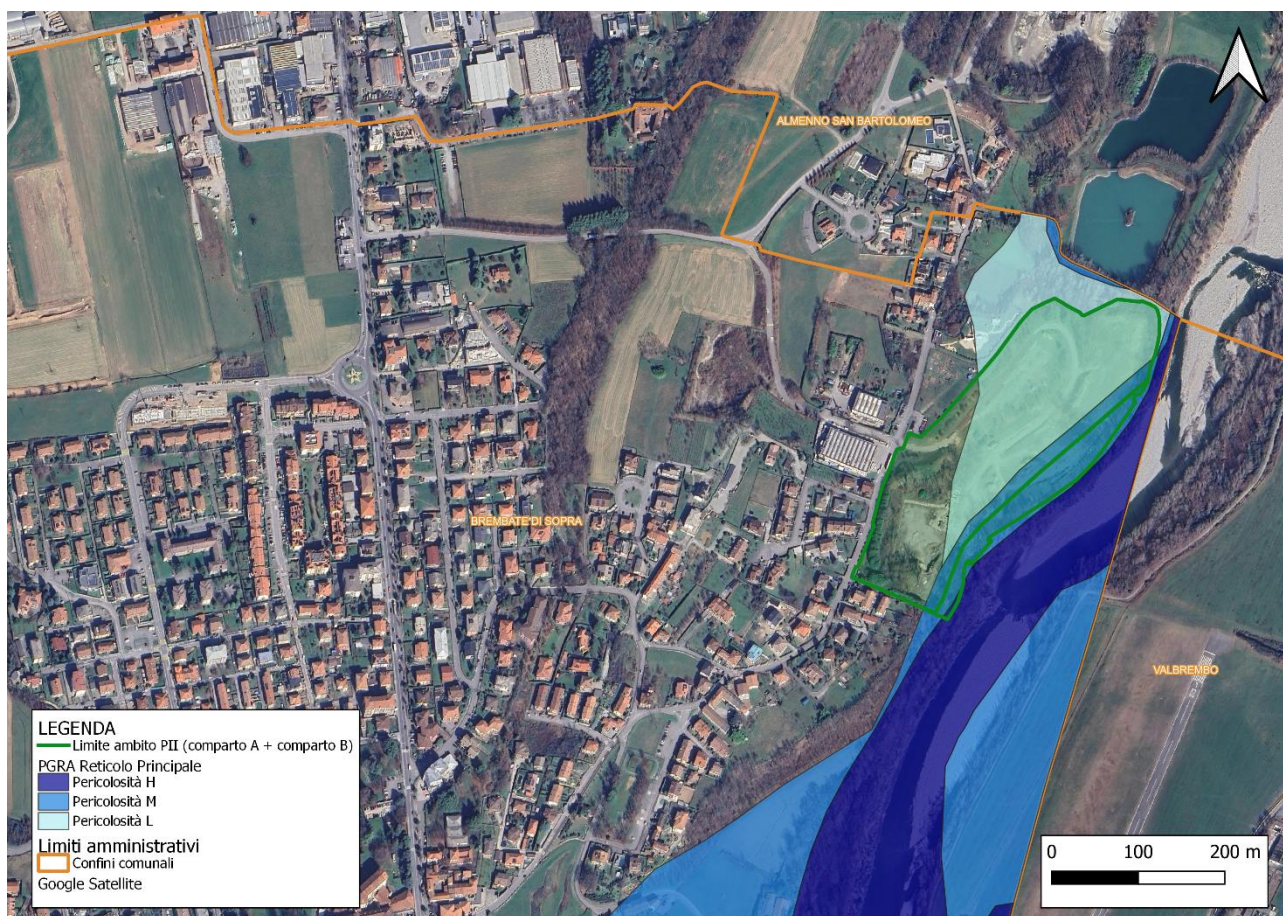 ALMENNO SAN BARTOLOMEO
BREMBATE DI SOPRA
VALBREMBO
LEGENDA
Limite ambito PII (comparto A + comparto B)
PGRA Reticolo Principale
Pericolosità H
Pericolosità M
Pericolosità L
Limiti amministrativi
Confini comunali
Google Satellite
0 100 200 m